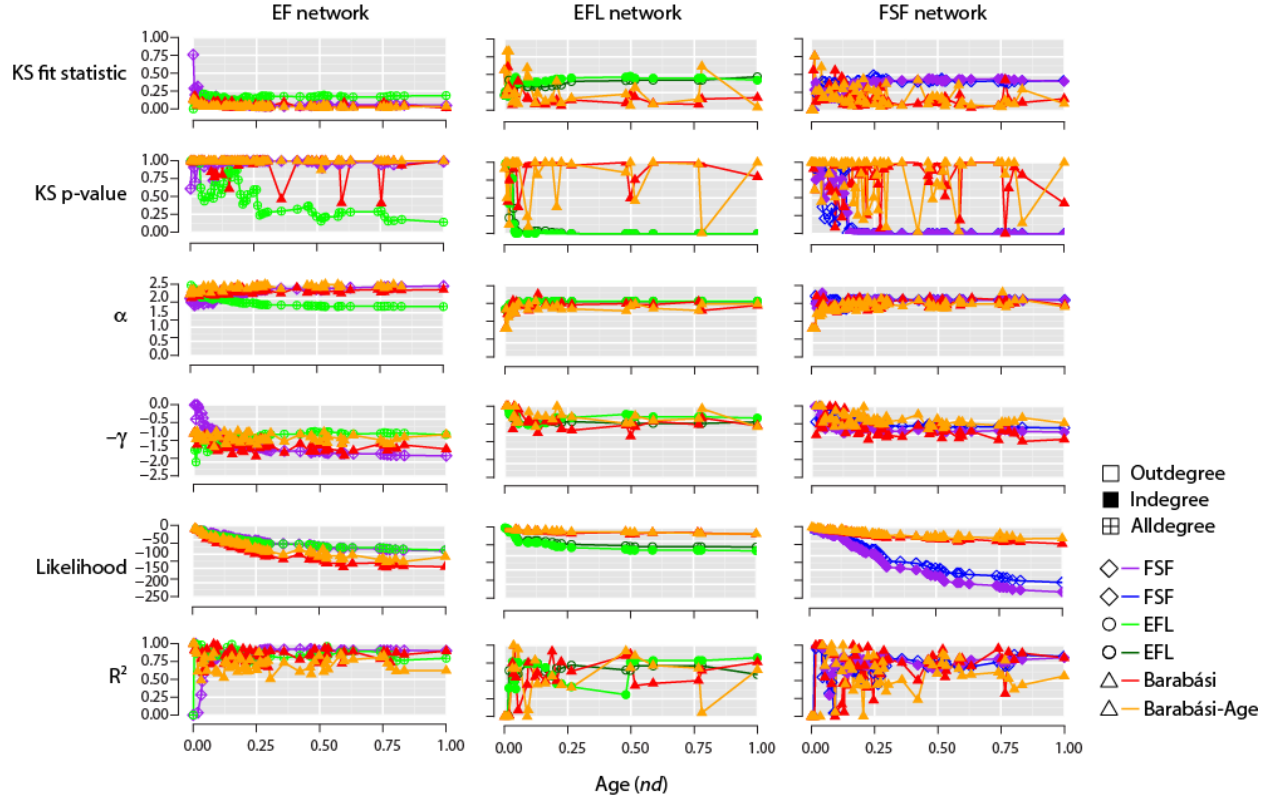 EF network EFL network FSF network
KS fit statistic
1.00
0.75
0.50
0.25
0.00
KS p-value
1.00
0.75
0.50
0.25
0.00
α
2.5
2.0
1.5
1.0
0.5
0.0
−γ
0.0
−0.5
−1.0
−1.5
−2.0
−2.5
Likelihood
0
−50
−100
−150
−200
−250
R²
1.00
0.75
0.50
0.25
0.00
0.00 0.25 0.50 0.75 1.00 0.00 0.25 0.50 0.75 1.00 0.00 0.25 0.50 0.75 1.00
Age (nd)
Outdegree
Indegree
Alldegree
FSF
FSF
EFL
EFL
Barabási
Barabási-Age